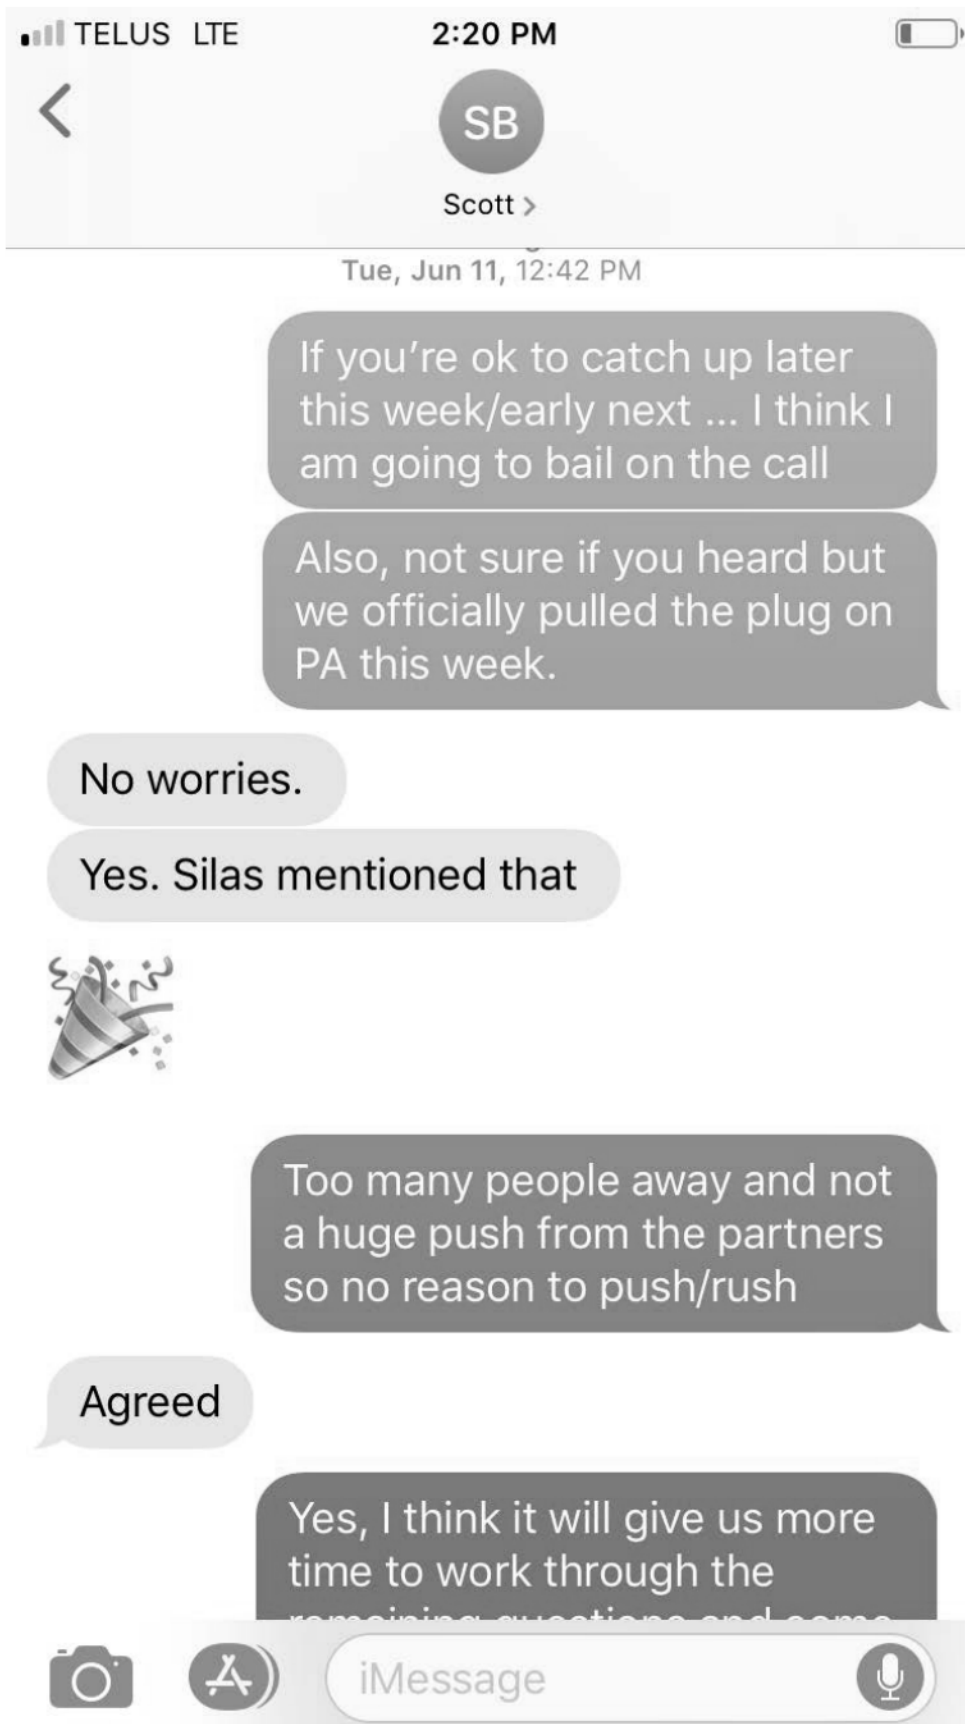 TELUS LTE 2:20 PM
SB
Scott >
Tue, Jun 11, 12:42 PM
If you're ok to catch up later
this week/early next ... I think I
am going to bail on the call
Also, not sure if you heard but
we officially pulled the plug on
PA this week.
No worries.
Yes. Silas mentioned that
Too many people away and not
a huge push from the partners
so no reason to push/rush
Agreed
Yes, I think it will give us more
time to work through the
remaining questions and come
iMessage